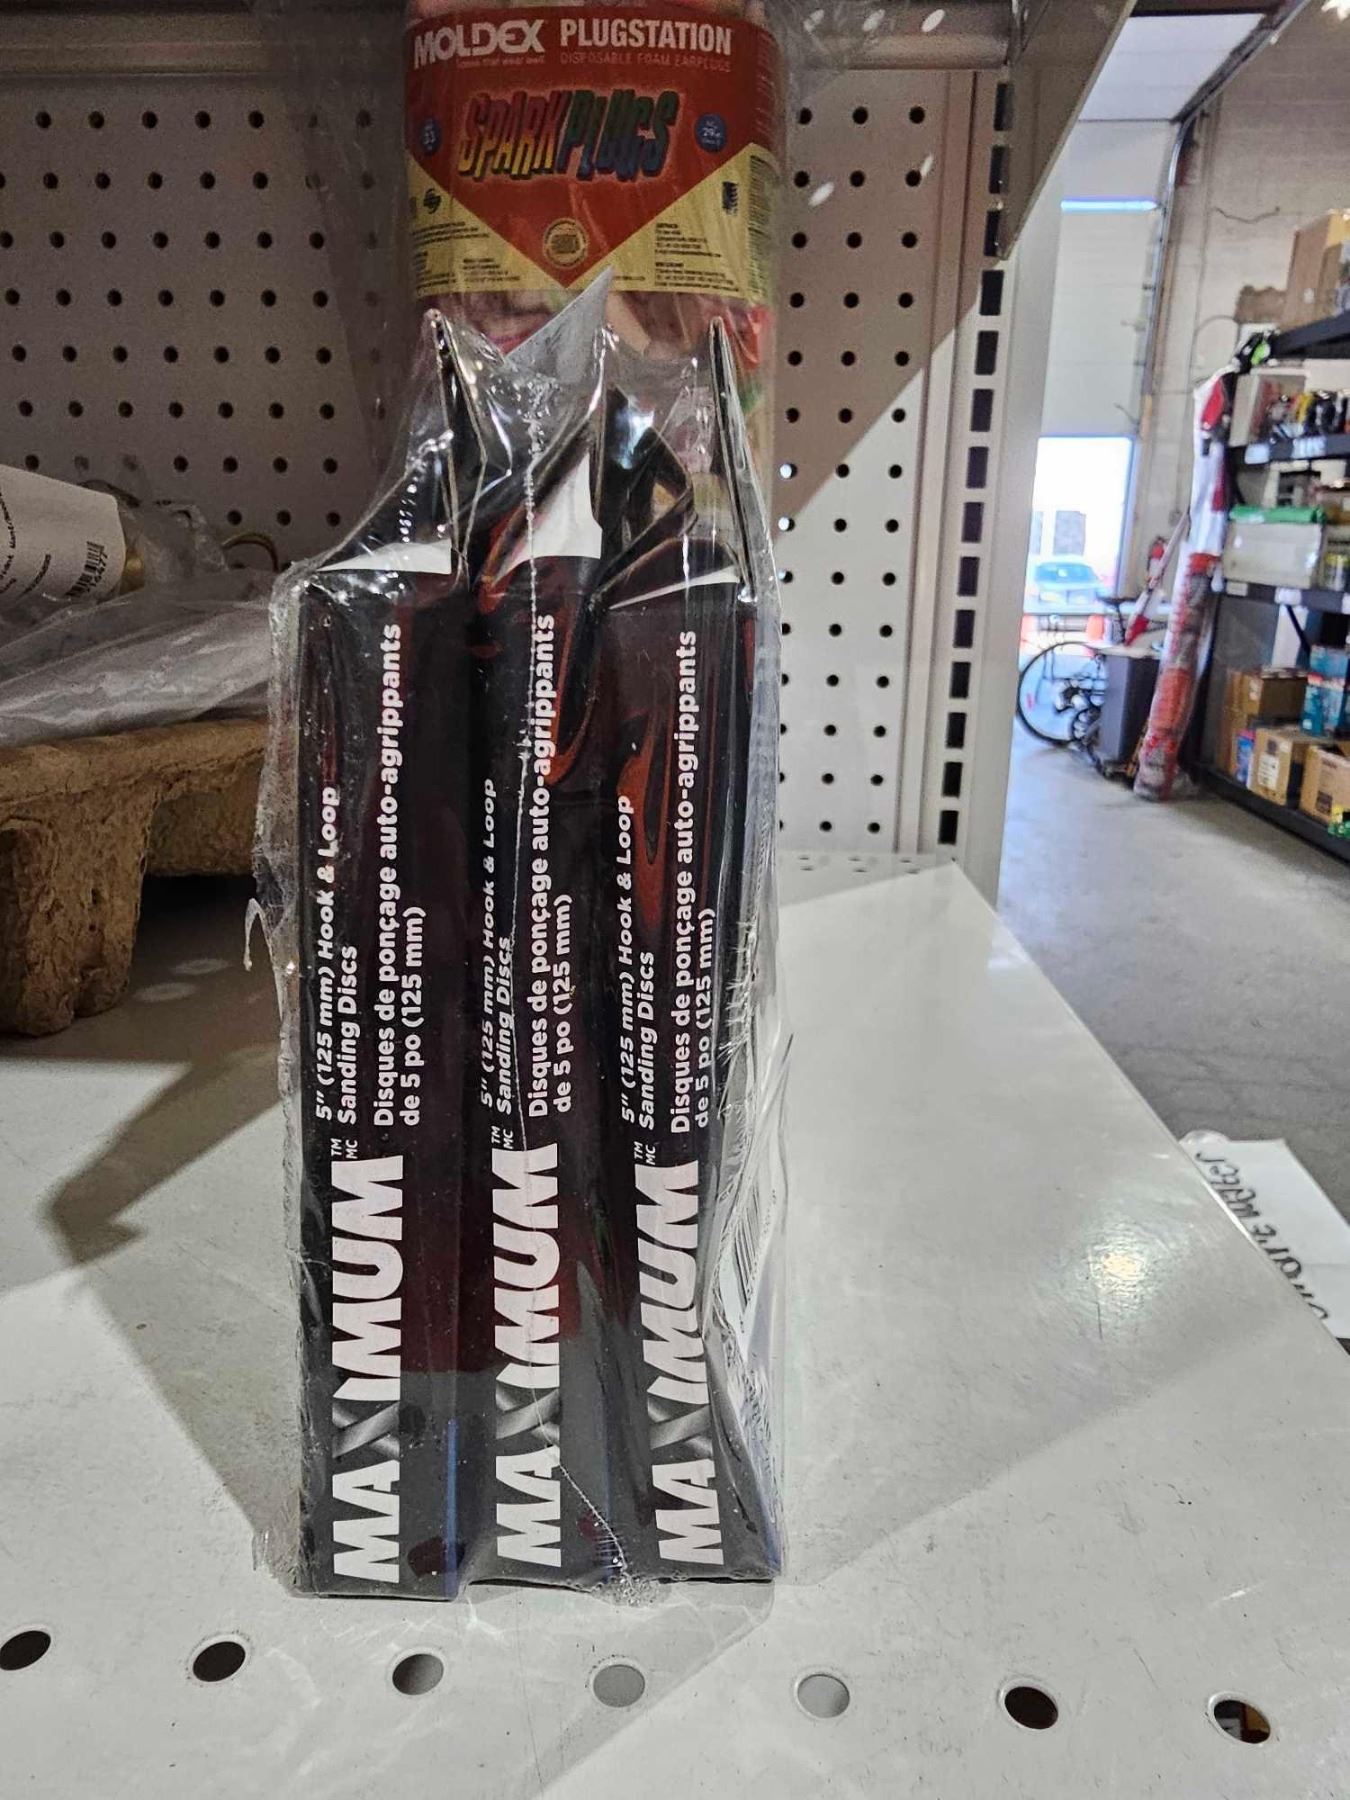 MOLDEX PLUGSTATION
DISPOSABLE FOAM EARPLUGS
SPARKPLUGS
MAXIMUM TM MC
5" (125 mm) Hook & Loop
Sanding Discs
Disques de ponçage auto-agrippants
de 5 po (125 mm)
MAXIMUM TM MC
5" (125 mm) Hook & Loop
Sanding Discs
Disques de ponçage auto-agrippants
de 5 po (125 mm)
MAXIMUM TM MC
5" (125 mm) Hook & Loop
Sanding Discs
Disques de ponçage auto-agrippants
de 5 po (125 mm)